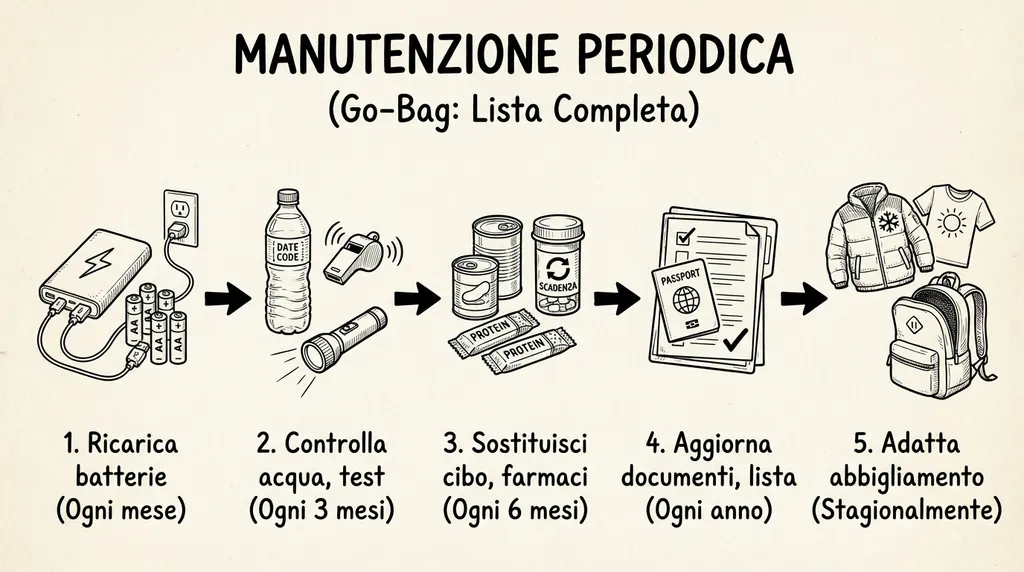 MANUTENZIONE PERIODICA
(Go-Bag: Lista Completa)
DATE
CODE
SCADENZA
PROTEIN
PROTEIN
PASSPORT
AA
AA
AA
AA
1. Ricarica
batterie
(Ogni mese)
2. Controlla
acqua, test
(Ogni 3 mesi)
3. Sostituisci
cibo, farmaci
(Ogni 6 mesi)
4. Aggiorna
documenti, lista
(Ogni anno)
5. Adatta
abbigliamento
(Stagionalmente)